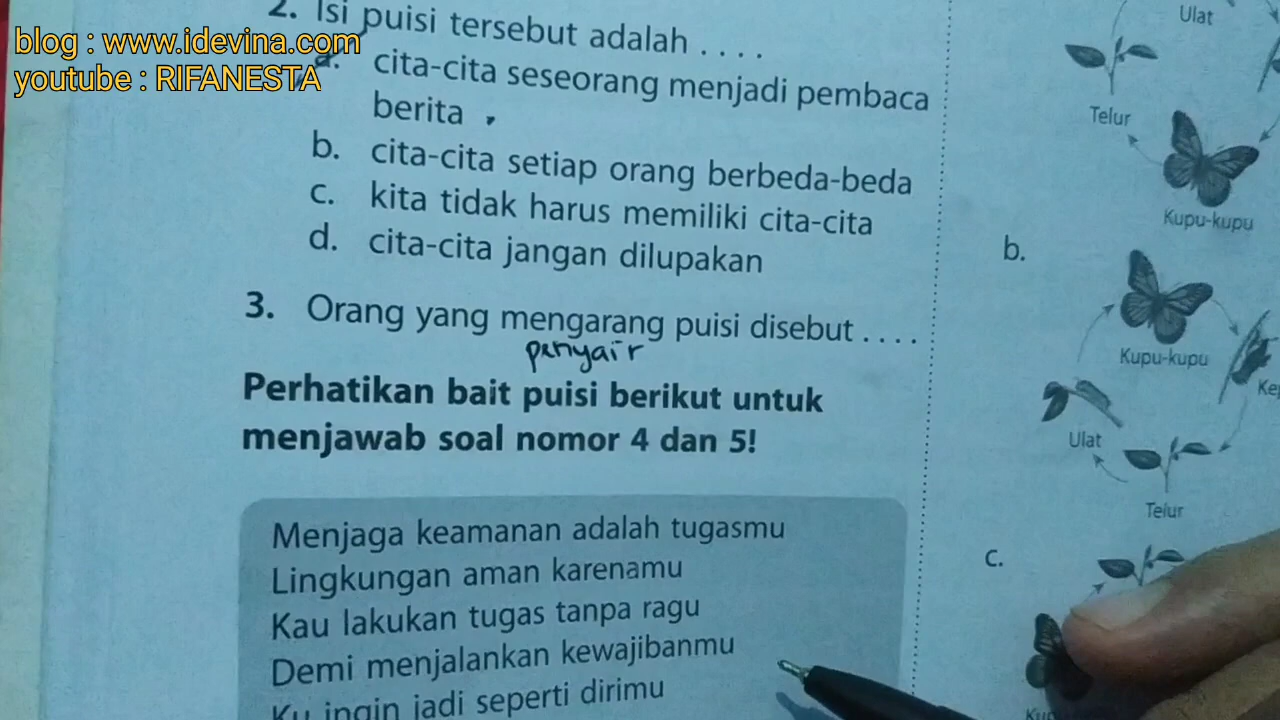 blog : www.idevina.com
youtube : RIFANESTA
2. Isi puisi tersebut adalah . . . .
a. cita-cita seseorang menjadi pembaca
berita
b. cita-cita setiap orang berbeda-beda
c. kita tidak harus memiliki cita-cita
d. cita-cita jangan dilupakan
3. Orang yang mengarang puisi disebut . . . .
penyair
Perhatikan bait puisi berikut untuk
menjawab soal nomor 4 dan 5!
Menjaga keamanan adalah tugasmu
Lingkungan aman karenamu
Kau lakukan tugas tanpa ragu
Demi menjalankan kewajibanmu
Ku ingin jadi seperti dirimu
Ulat
Telur
Kupu-kupu
b.
Kupu-kupu
Ulat
Telur
c.